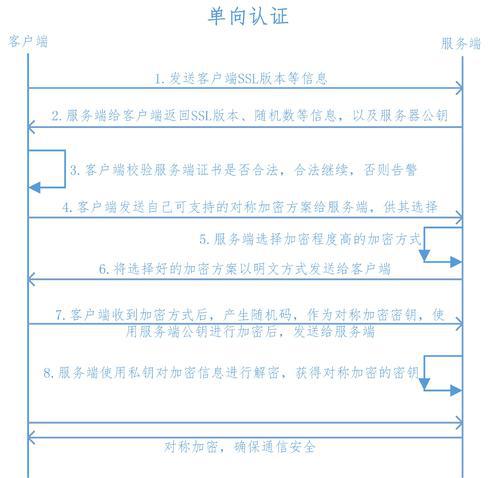 单向认证
客户端
服务端
1.发送客户端SSL版本等信息
2.服务端给客户端返回SSL版本、随机数等信息，以及服务器公钥
3.客户端校验服务端证书是否合法，合法继续，否则告警
4.客户端发送自己可支持的对称加密方案给服务端，供其选择
5.服务端选择加密程度高的加密方式
6.将选择好的加密方案以明文方式发送给客户端
7.客户端收到加密方式后，产生随机码，作为对称加密密钥，使
用服务端公钥进行加密后，发送给服务端
8.服务端使用私钥对加密信息进行解密，获得对称加密的密钥
对称加密，确保通信安全